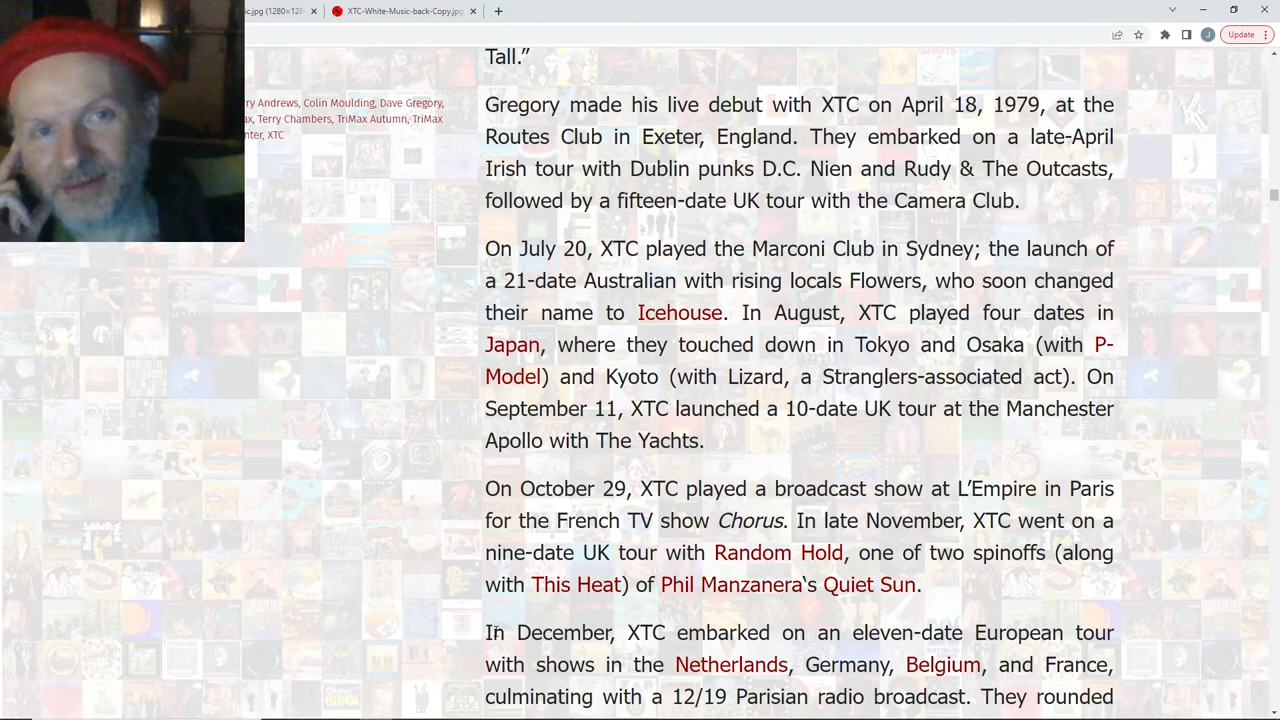 ic.jpg (1280×128
XTC-White-Music-back-Copy.jpg
Update
J
Tall.”
rry Andrews, Colin Moulding, Dave Gregory,
ax, Terry Chambers, TriMax Autumn, TriMax
nter, XTC
Gregory made his live debut with XTC on April 18, 1979, at the
Routes Club in Exeter, England. They embarked on a late-April
Irish tour with Dublin punks D.C. Nien and Rudy & The Outcasts,
followed by a fifteen-date UK tour with the Camera Club.
On July 20, XTC played the Marconi Club in Sydney; the launch of
a 21-date Australian with rising locals Flowers, who soon changed
their name to Icehouse. In August, XTC played four dates in
Japan, where they touched down in Tokyo and Osaka (with P-
Model) and Kyoto (with Lizard, a Stranglers-associated act). On
September 11, XTC launched a 10-date UK tour at the Manchester
Apollo with The Yachts.
On October 29, XTC played a broadcast show at L’Empire in Paris
for the French TV show Chorus. In late November, XTC went on a
nine-date UK tour with Random Hold, one of two spinoffs (along
with This Heat) of Phil Manzanera‘s Quiet Sun.
In December, XTC embarked on an eleven-date European tour
with shows in the Netherlands, Germany, Belgium, and France,
culminating with a 12/19 Parisian radio broadcast. They rounded